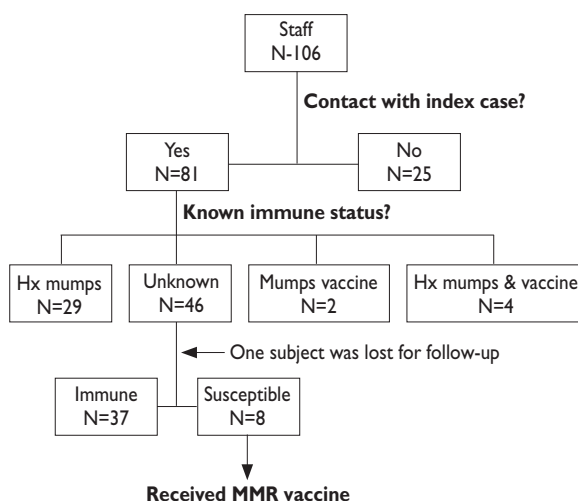 Staff
N-106
Contact with index case?
Yes
N=81
No
N=25
Known immune status?
Hx mumps
N=29
Unknown
N=46
Mumps vaccine
N=2
Hx mumps & vaccine
N=4
One subject was lost for follow-up
Immune
N=37
Susceptible
N=8
Received MMR vaccine